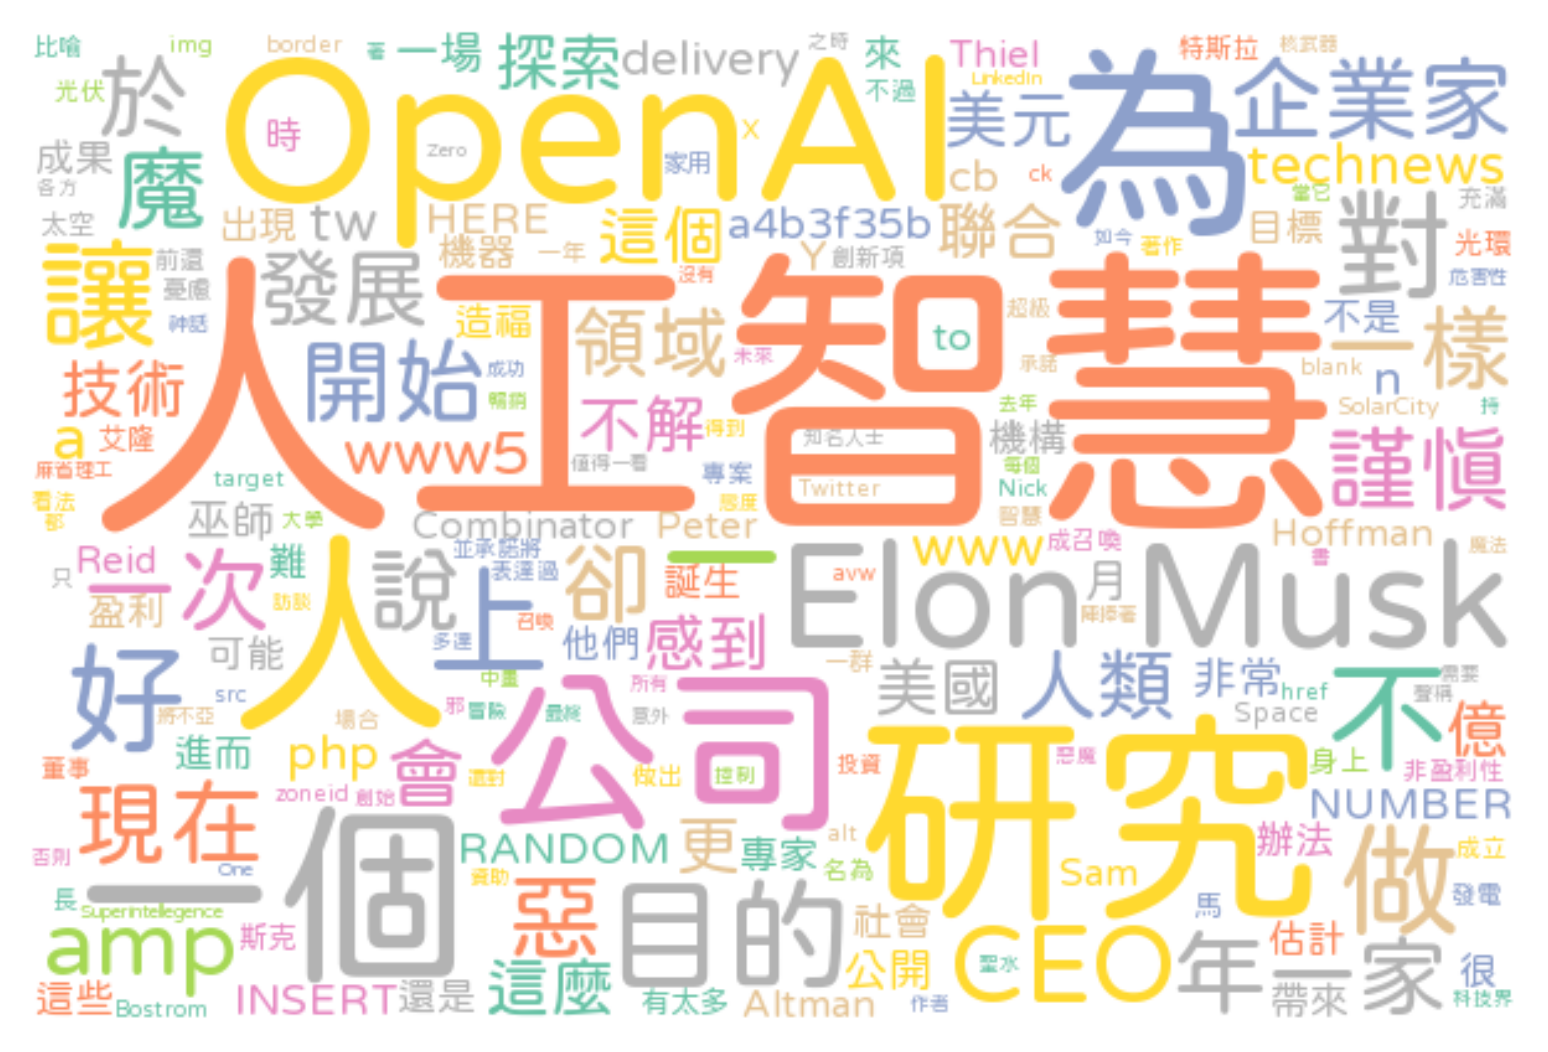 比喻 img border 著 一場 探索 delivery 之時 來 Thiel 特斯拉 核武器
光伏 於 OpenAI 不過 LinkedIn 美元 為 企業家
成果 魔 時 Zero 家用 x cb ck technews
各方 當它 充滿
太空 出現 tw HERE 這個 a4b3f35b 聯合 如今 著作 目標 對 光環
讓 前還 發展 機器 一年 沒有 Y 創新項 危害性
憂慮 神話 造福 領域 to 超級 不是 一樣
人工智慧
技術 開始 成功 未來 承諾 blank n
暢銷 不解 得到 去年 SolarCity 持
a 艾隆 www5 知名人士 機構 謹慎
麻省理工 target 值得一看 專案 每個
看法 Twitter Nick
那 巫師 大學 Combinator 態度 Peter 智慧 Hoffman
Reid 難 並承諾將 www 成召喚 魔法
只 一次 人 說 上 表達過 卻 一 誕生 avw Elon Musk 月 書
盈利 訪談 召喚 陣捧著
可能 多達 他們 感到 一群 美國 人類 非常 不 需要
好 src 中畫 所有 href 聲稱
將不亞 場合 邪 冒險 最終 意外 Space 億
進而 php 會 公司 研究 惡魔 身上
董事 還對 做出 控制 投資 非盈利性
現在 zoneid 創始 NUMBER
否則 一個 RANDOM 更 專家 alt 辦法 做 成立
One 資助 名為 Sam
長 Superintellegence 惡 目的 社會 馬 發電
amp 斯克 CEO 年 估計 一家
這些 這麼 公開 聖水 很
Bostrom INSERT 還是 有太多 Altman 作者 帶來 科技界